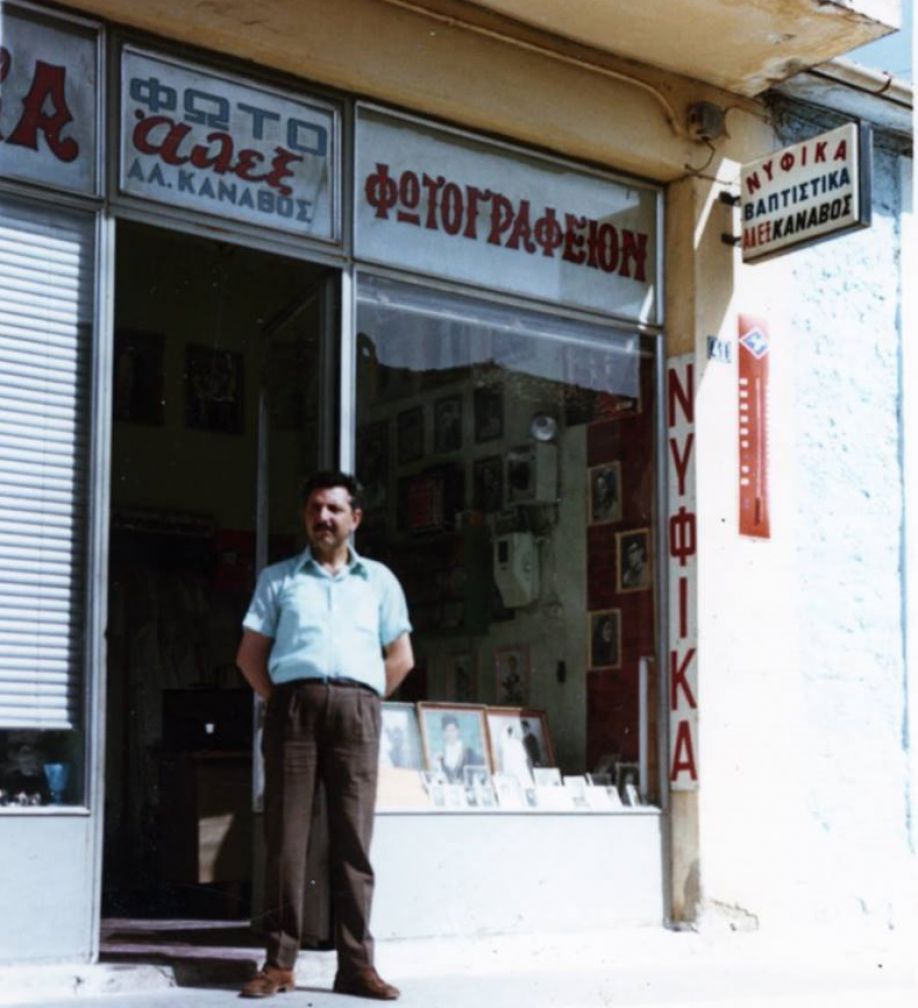 ΦΩΤΟ
άλεξ
ΑΛ. ΚΑΝΑΒΟΣ
ΦΩΤΟΓΡΑΦΕΙΟΝ
ΝΥΦΙΚΑ
ΒΑΠΤΙΣΤΙΚΑ
ΑΛΕΞ ΚΑΝΑΒΟΣ
ΝΥΦΙΚΑ